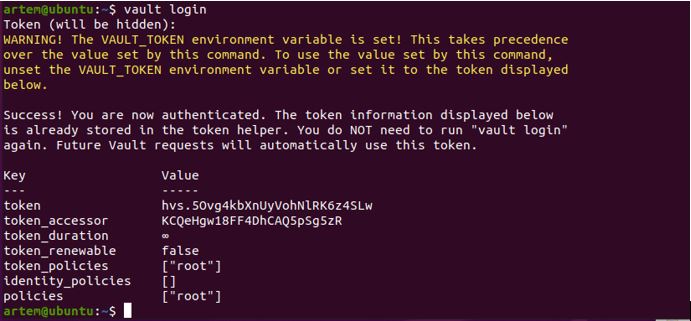 artem@ubuntu:~$ vault login
Token (will be hidden):
WARNING! The VAULT_TOKEN environment variable is set! This takes precedence
over the value set by this command. To use the value set by this command,
unset the VAULT_TOKEN environment variable or set it to the token displayed
below.

Success! You are now authenticated. The token information displayed below
is already stored in the token helper. You do NOT need to run "vault login"
again. Future Vault requests will automatically use this token.

Key                  Value
---                  -----
token                hvs.5Ovg4kbXnUyVohNlRK6z4SLw
token_accessor       KCQeHgw18FF4DhCAQ5pSg5zR
token_duration       ∞
token_renewable      false
token_policies       ["root"]
identity_policies    []
policies             ["root"]
artem@ubuntu:~$